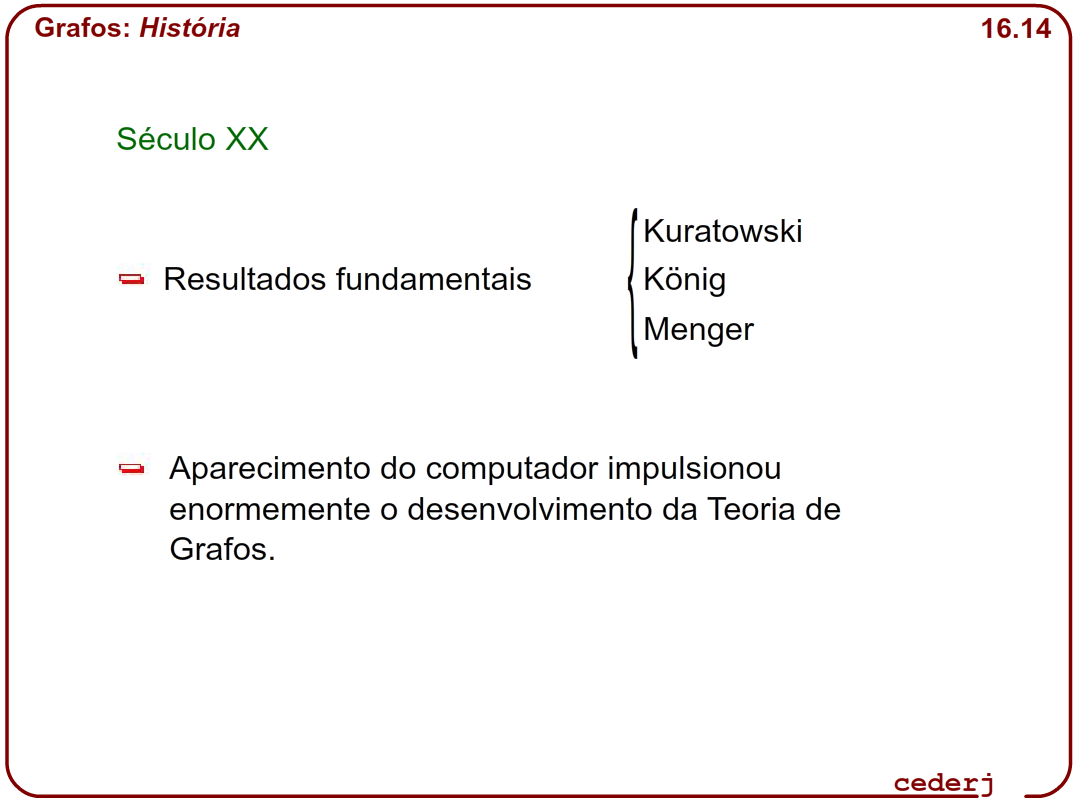 Grafos: História
16.14
Século XX
Resultados fundamentais
Kuratowski
König
Menger
Aparecimento do computador impulsionou
enormemente o desenvolvimento da Teoria de
Grafos.
cederj